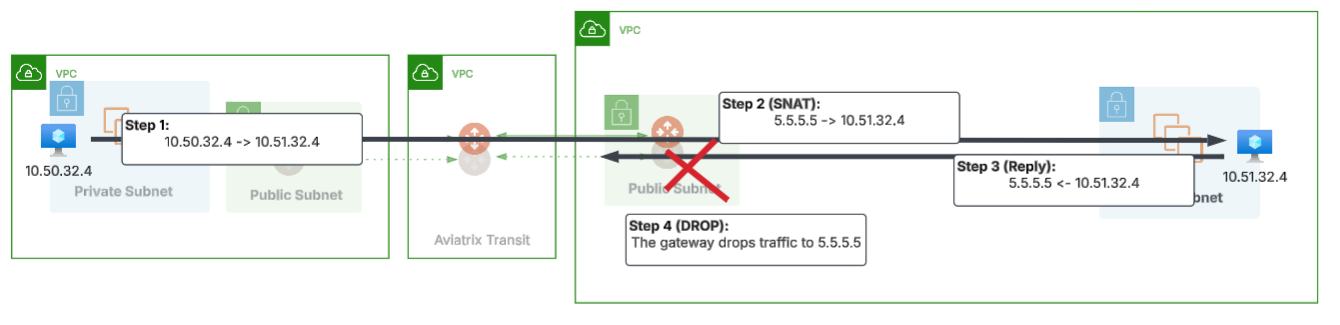 VPC
VPC
VPC
Step 1:
10.50.32.4 -> 10.51.32.4
Step 2 (SNAT):
5.5.5.5 -> 10.51.32.4
Step 3 (Reply):
5.5.5.5 <- 10.51.32.4
10.50.32.4
Private Subnet
Public Subnet
Aviatrix Transit
Public Subnet
bnet
10.51.32.4
Step 4 (DROP):
The gateway drops traffic to 5.5.5.5